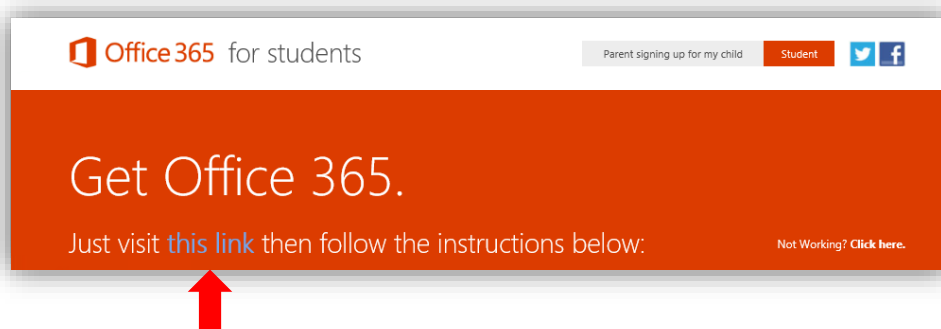 Office 365 for students
Parent signing up for my child
Student
Get Office 365.
Just visit this link then follow the instructions below:
Not Working? Click here.